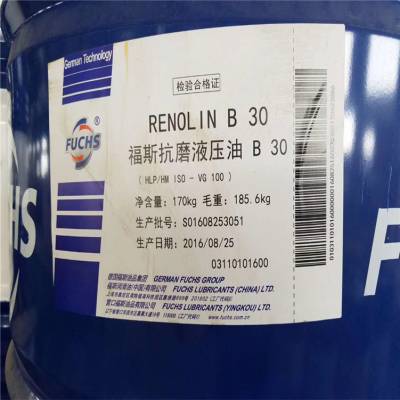 German Technology
检验合格证
RENOLIN B 30
福斯抗磨液压油 B 30
( HLP/HM ISO - VG 100 )
净含量:170kg 毛重:185.6kg
生产批号:S01608253051
生产日期:2016/08/25
03110101600
FUCHS
德国福斯油品集团 GERMAN FUCHS GROUP
福斯润滑油(中国)有限公司 FUCHS LUBRICANTS (CHINA) LTD.
营口福斯油品有限公司 FUCHS LUBRICANTS (YINGKOU) LTD.
www.fuchs.com.cn
CHS
F